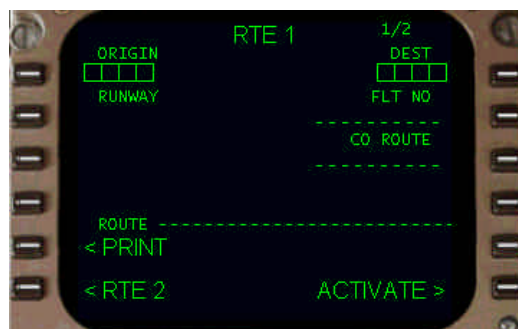 RTE 1 1/2
ORIGIN DEST
RUNWAY FLT NO
CO ROUTE
ROUTE
< PRINT
< RTE 2 ACTIVATE >